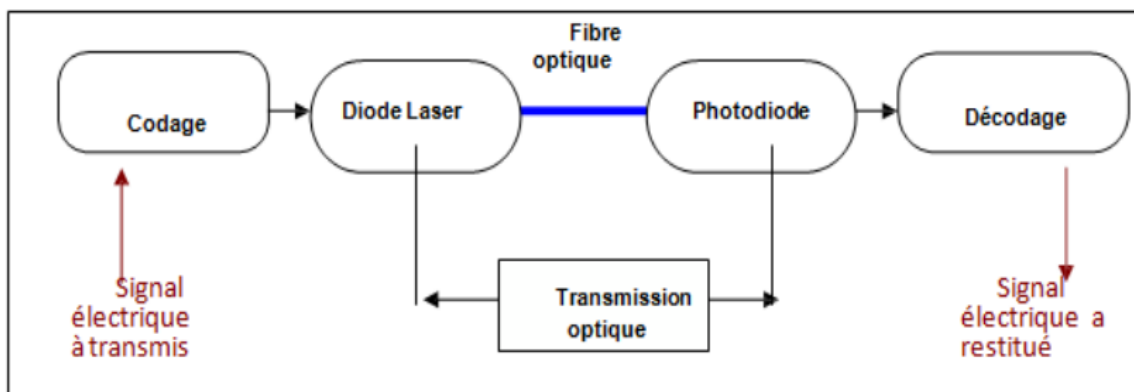 Fibre
optique
Codage
Diode Laser
Photodiode
Décodage
Signal
électrique
à transmis
Transmission
optique
Signal
électrique a
restitué